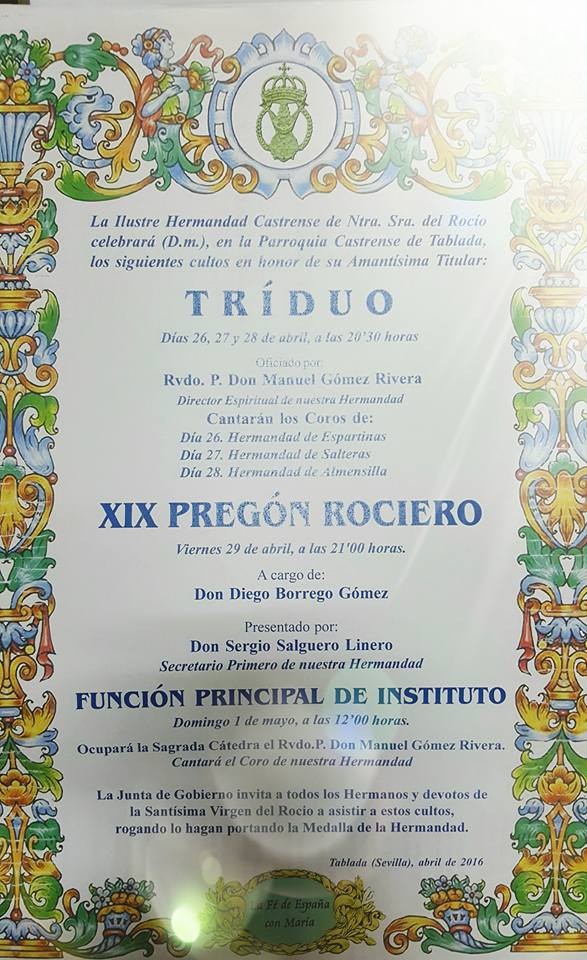 La Ilustre Hermandad Castrense de Ntra. Sra. del Rocío
celebrará (D.m.), en la Parroquia Castrense de Tablada,
los siguientes cultos en honor de su Amantísima Titular:
TRÍDUO
Días 26, 27 y 28 de abril, a las 20'30 horas
Oficiado por:
Rvdo. P. Don Manuel Gómez Rivera
Director Espiritual de nuestra Hermandad
Cantarán los Coros de:
Día 26. Hermandad de Espartinas
Día 27. Hermandad de Salteras
Día 28. Hermandad de Almensilla
XIX PREGÓN ROCIERO
Viernes 29 de abril, a las 21'00 horas.
A cargo de:
Don Diego Borrego Gómez
Presentado por:
Don Sergio Salguero Linero
Secretario Primero de nuestra Hermandad
FUNCIÓN PRINCIPAL DE INSTITUTO
Domingo 1 de mayo, a las 12'00 horas.
Ocupará la Sagrada Cátedra el Rvdo.P. Don Manuel Gómez Rivera.
Cantará el Coro de nuestra Hermandad
La Junta de Gobierno invita a todos los Hermanos y devotos de
la Santísima Virgen del Rocio a asistir a estos cultos,
rogando lo hagan portando la Medalla de la Hermandad.
Tablada (Sevilla), abril de 2016
La Fé de España
con María